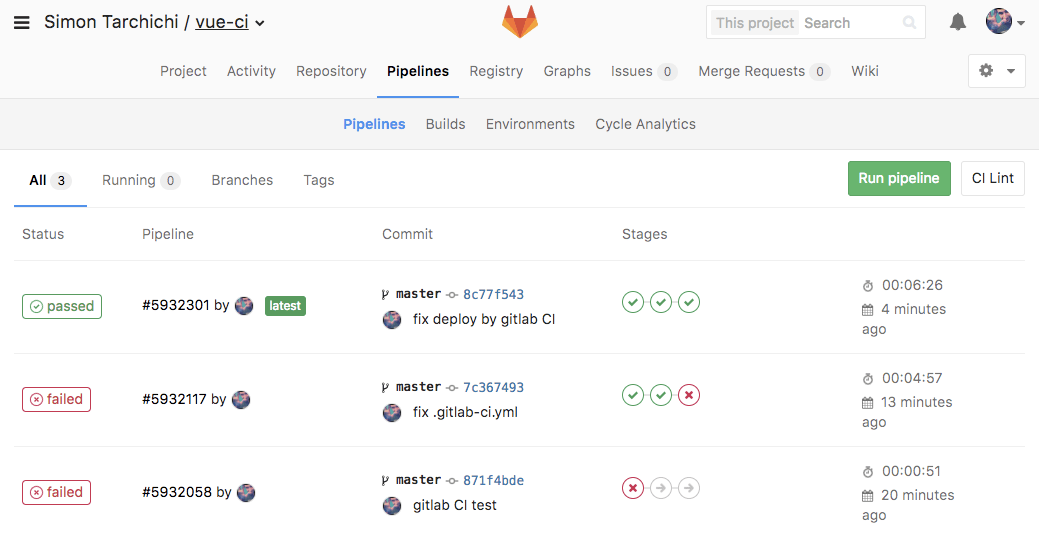 Simon Tarchichi / vue-ci
This project Search
Project Activity Repository Pipelines Registry Graphs Issues 0 Merge Requests 0 Wiki
Pipelines Builds Environments Cycle Analytics
All 3 Running 0 Branches Tags Run pipeline CI Lint
Status Pipeline Commit Stages
passed #5932301 by latest master 8c77f543 00:06:26
fix deploy by gitlab CI 4 minutes
ago
failed #5932117 by master 7c367493 00:04:57
fix .gitlab-ci.yml 13 minutes
ago
failed #5932058 by master 871f4bde 00:00:51
gitlab CI test 20 minutes
ago